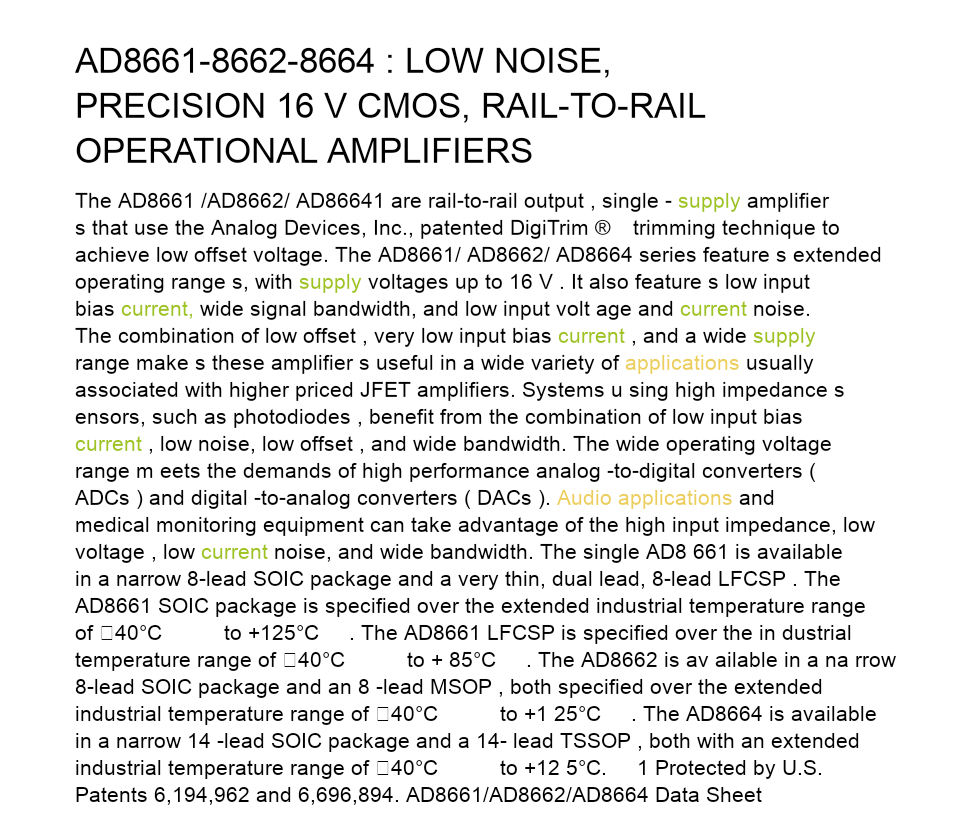 AD8661-8662-8664 : LOW NOISE,
PRECISION 16 V CMOS, RAIL-TO-RAIL
OPERATIONAL AMPLIFIERS
The AD8661 /AD8662/ AD86641 are rail-to-rail output , single - supply amplifier
s that use the Analog Devices, Inc., patented DigiTrim ® trimming technique to
achieve low offset voltage. The AD8661/ AD8662/ AD8664 series feature s extended
operating range s, with supply voltages up to 16 V . It also feature s low input
bias current, wide signal bandwidth, and low input volt age and current noise.
The combination of low offset , very low input bias current , and a wide supply
range make s these amplifier s useful in a wide variety of applications usually
associated with higher priced JFET amplifiers. Systems u sing high impedance s
ensors, such as photodiodes , benefit from the combination of low input bias
current , low noise, low offset , and wide bandwidth. The wide operating voltage
range m eets the demands of high performance analog -to-digital converters (
ADCs ) and digital -to-analog converters ( DACs ). Audio applications and
medical monitoring equipment can take advantage of the high input impedance, low
voltage , low current noise, and wide bandwidth. The single AD8 661 is available
in a narrow 8-lead SOIC package and a very thin, dual lead, 8-lead LFCSP . The
AD8661 SOIC package is specified over the extended industrial temperature range
of □40°C to +125°C . The AD8661 LFCSP is specified over the in dustrial
temperature range of □40°C to + 85°C . The AD8662 is av ailable in a na rrow
8-lead SOIC package and an 8 -lead MSOP , both specified over the extended
industrial temperature range of □40°C to +1 25°C . The AD8664 is available
in a narrow 14 -lead SOIC package and a 14- lead TSSOP , both with an extended
industrial temperature range of □40°C to +12 5°C. 1 Protected by U.S.
Patents 6,194,962 and 6,696,894. AD8661/AD8662/AD8664 Data Sheet